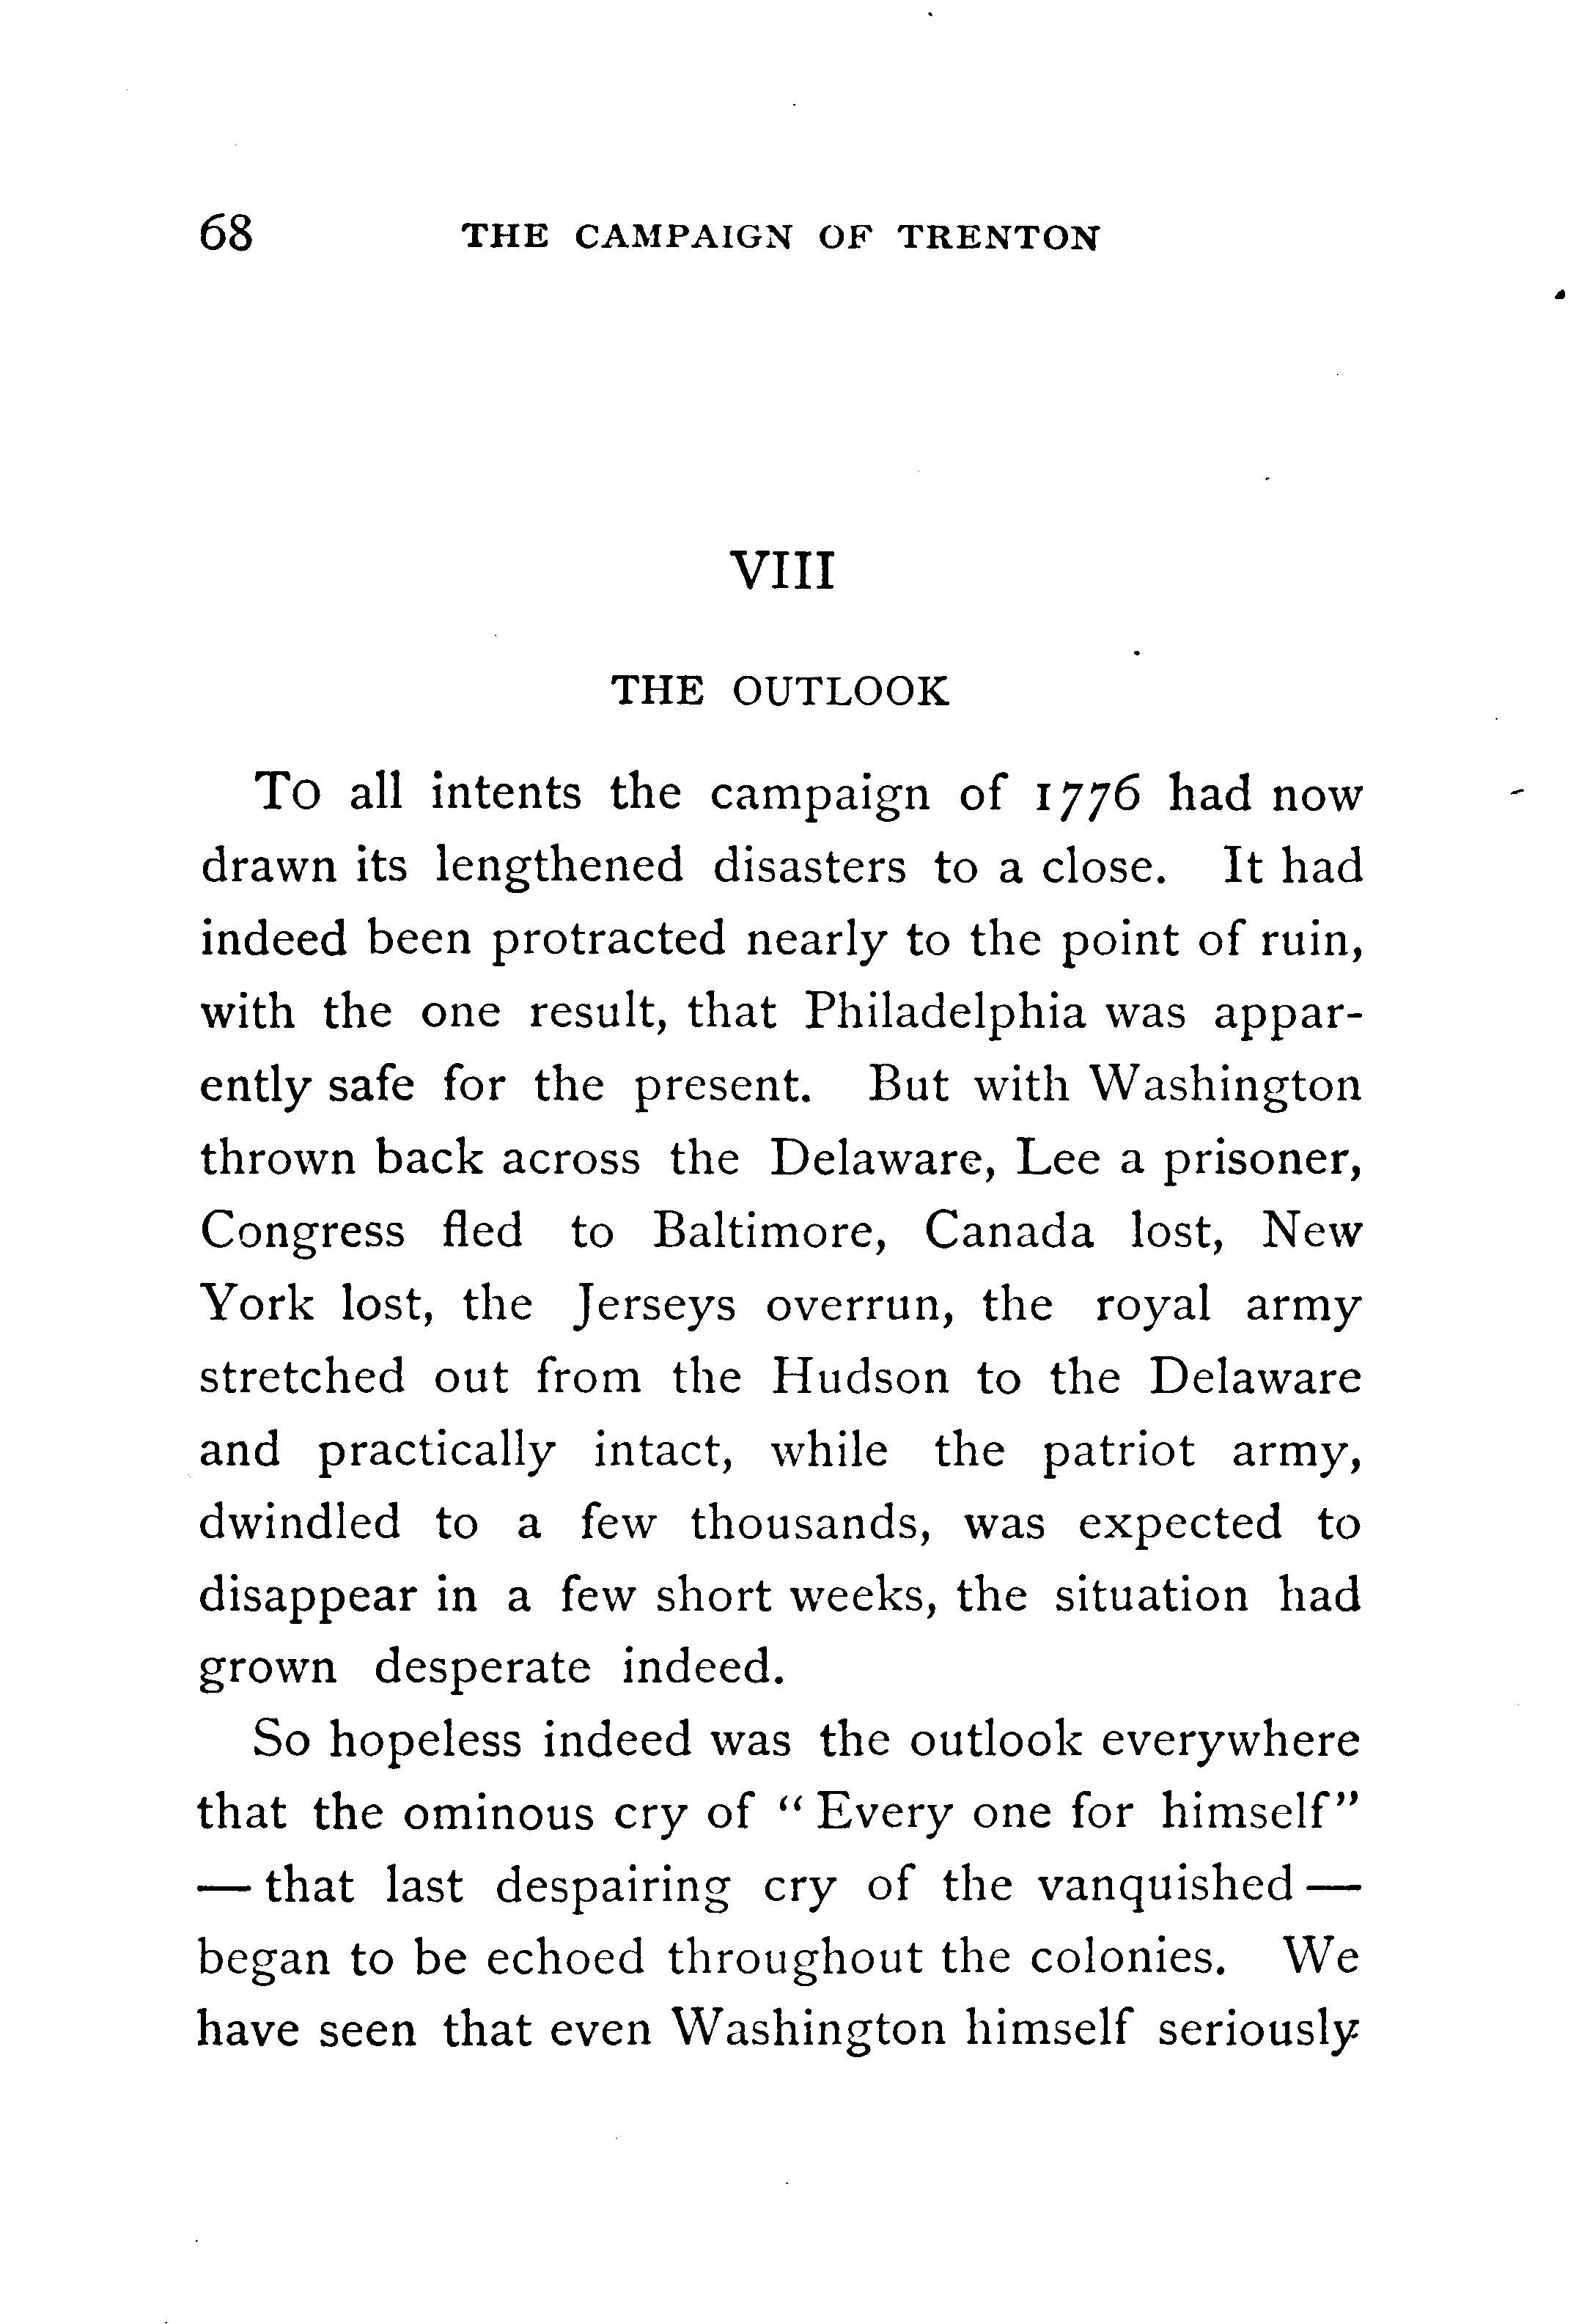 68 THE CAMPAIGN OF TRENTON
VIII
THE OUTLOOK
To all intents the campaign of 1776 had now
drawn its lengthened disasters to a close. It had
indeed been protracted nearly to the point of ruin,
with the one result, that Philadelphia was appar-
ently safe for the present. But with Washington
thrown back across the Delaware, Lee a prisoner,
Congress fled to Baltimore, Canada lost, New
York lost, the Jerseys overrun, the royal army
stretched out from the Hudson to the Delaware
and practically intact, while the patriot army,
dwindled to a few thousands, was expected to
disappear in a few short weeks, the situation had
grown desperate indeed.
So hopeless indeed was the outlook everywhere
that the ominous cry of "Every one for himself"
— that last despairing cry of the vanquished —
began to be echoed throughout the colonies. We
have seen that even Washington himself seriously